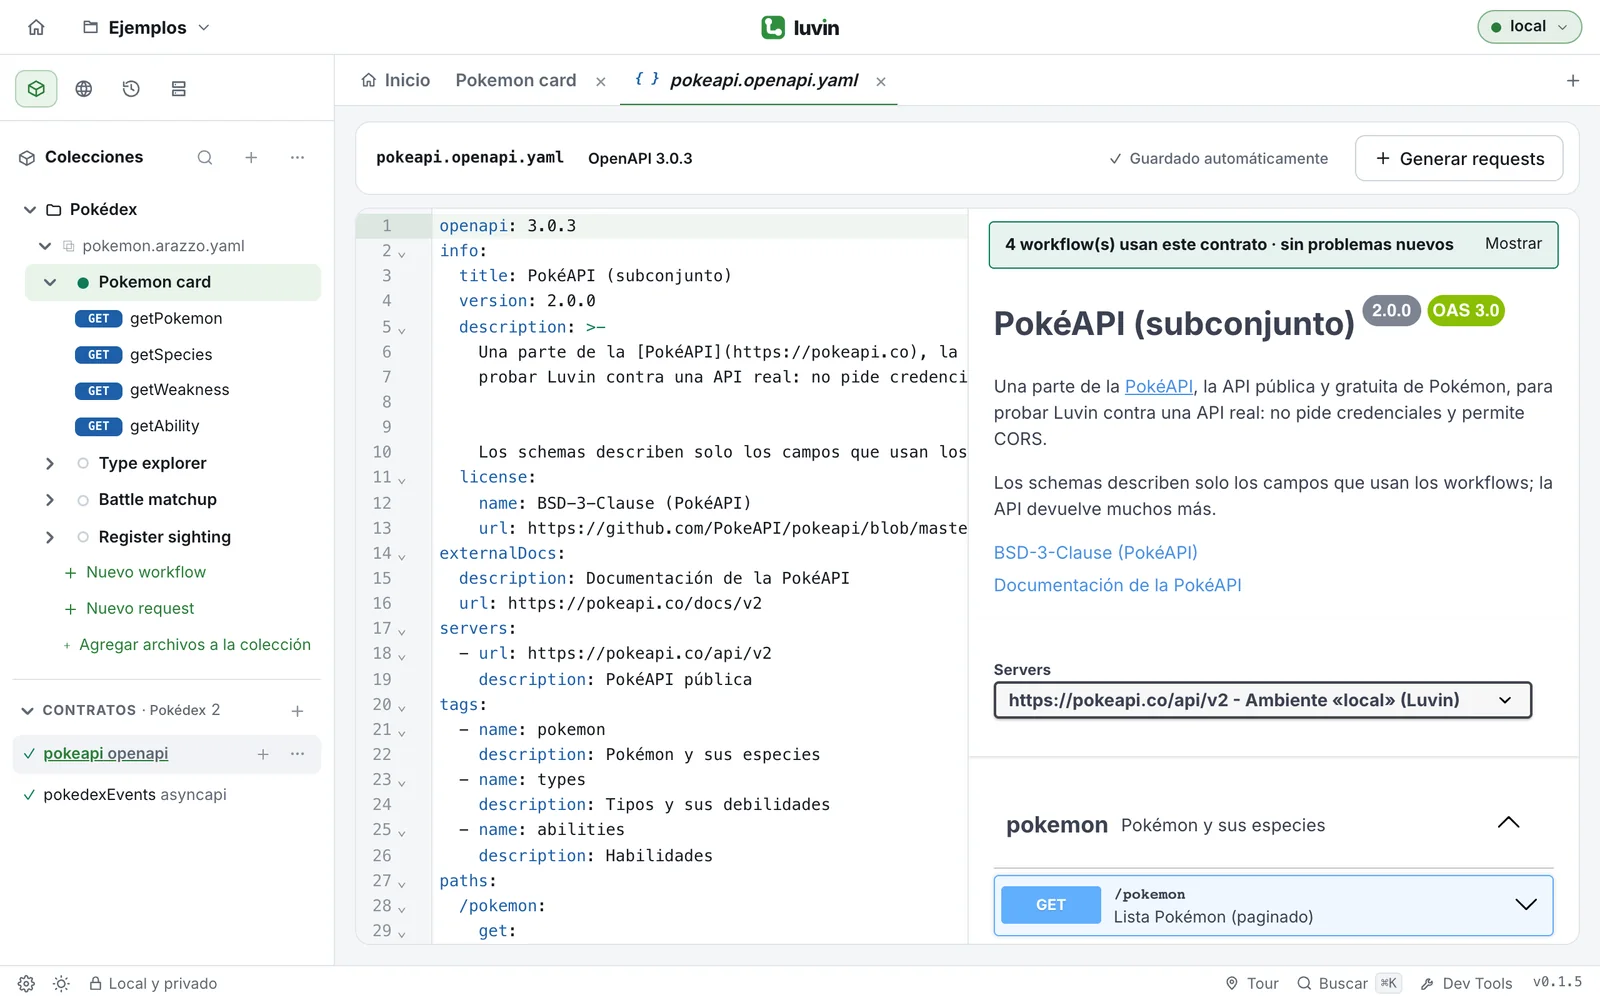 Ejemplos
luvin
local
Inicio
Pokemon card
{ } pokeapi.openapi.yaml
Colecciones
Pokédex
pokemon.arazzo.yaml
Pokemon card
GET getPokemon
GET getSpecies
GET getWeakness
GET getAbility
Type explorer
Battle matchup
Register sighting
+ Nuevo workflow
+ Nuevo request
+ Agregar archivos a la colección
CONTRATOS · Pokédex 2
pokeapi openapi
pokedexEvents asyncapi
pokeapi.openapi.yaml OpenAPI 3.0.3
Guardado automáticamente
+ Generar requests
1 openapi: 3.0.3
2 info:
3 title: PokéAPI (subconjunto)
4 version: 2.0.0
5 description: >-
6 Una parte de la [PokéAPI](https://pokeapi.co), la
7 probar Luvin contra una API real: no pide credenci
8
9
10 Los schemas describen solo los campos que usan los
11 license:
12 name: BSD-3-Clause (PokéAPI)
13 url: https://github.com/PokeAPI/pokeapi/blob/maste
14 externalDocs:
15 description: Documentación de la PokéAPI
16 url: https://pokeapi.co/docs/v2
17 servers:
18 - url: https://pokeapi.co/api/v2
19 description: PokéAPI pública
20 tags:
21 - name: pokemon
22 description: Pokémon y sus especies
23 - name: types
24 description: Tipos y sus debilidades
25 - name: abilities
26 description: Habilidades
27 paths:
28 /pokemon:
29 get:
4 workflow(s) usan este contrato · sin problemas nuevos
Mostrar
PokéAPI (subconjunto) 2.0.0 OAS 3.0
Una parte de la PokéAPI, la API pública y gratuita de Pokémon, para
probar Luvin contra una API real: no pide credenciales y permite
CORS.
Los schemas describen solo los campos que usan los workflows; la
API devuelve muchos más.
BSD-3-Clause (PokéAPI)
Documentación de la PokéAPI
Servers
https://pokeapi.co/api/v2 - Ambiente «local» (Luvin)
pokemon Pokémon y sus especies
GET
/pokemon
Lista Pokémon (paginado)
Local y privado
Tour
Buscar ⌘K
Dev Tools
v0.1.5